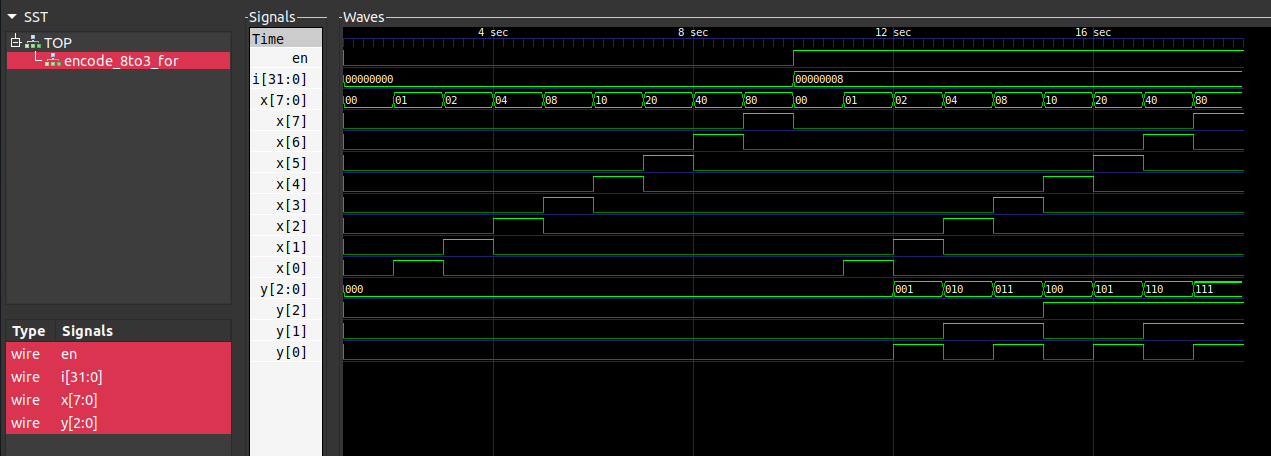 SST
TOP
encode_8to3_for
Type Signals
wire en
wire i[31:0]
wire x[7:0]
wire y[2:0]
Signals
Time
en
i[31:0]
x[7:0]
x[7]
x[6]
x[5]
x[4]
x[3]
x[2]
x[1]
x[0]
y[2:0]
y[2]
y[1]
y[0]
Waves
4 sec 8 sec 12 sec 16 sec
00000000 00000008
00 01 02 04 08 10 20 40 80 00 01 02 04 08 10 20 40 80
000 001 010 011 100 101 110 111